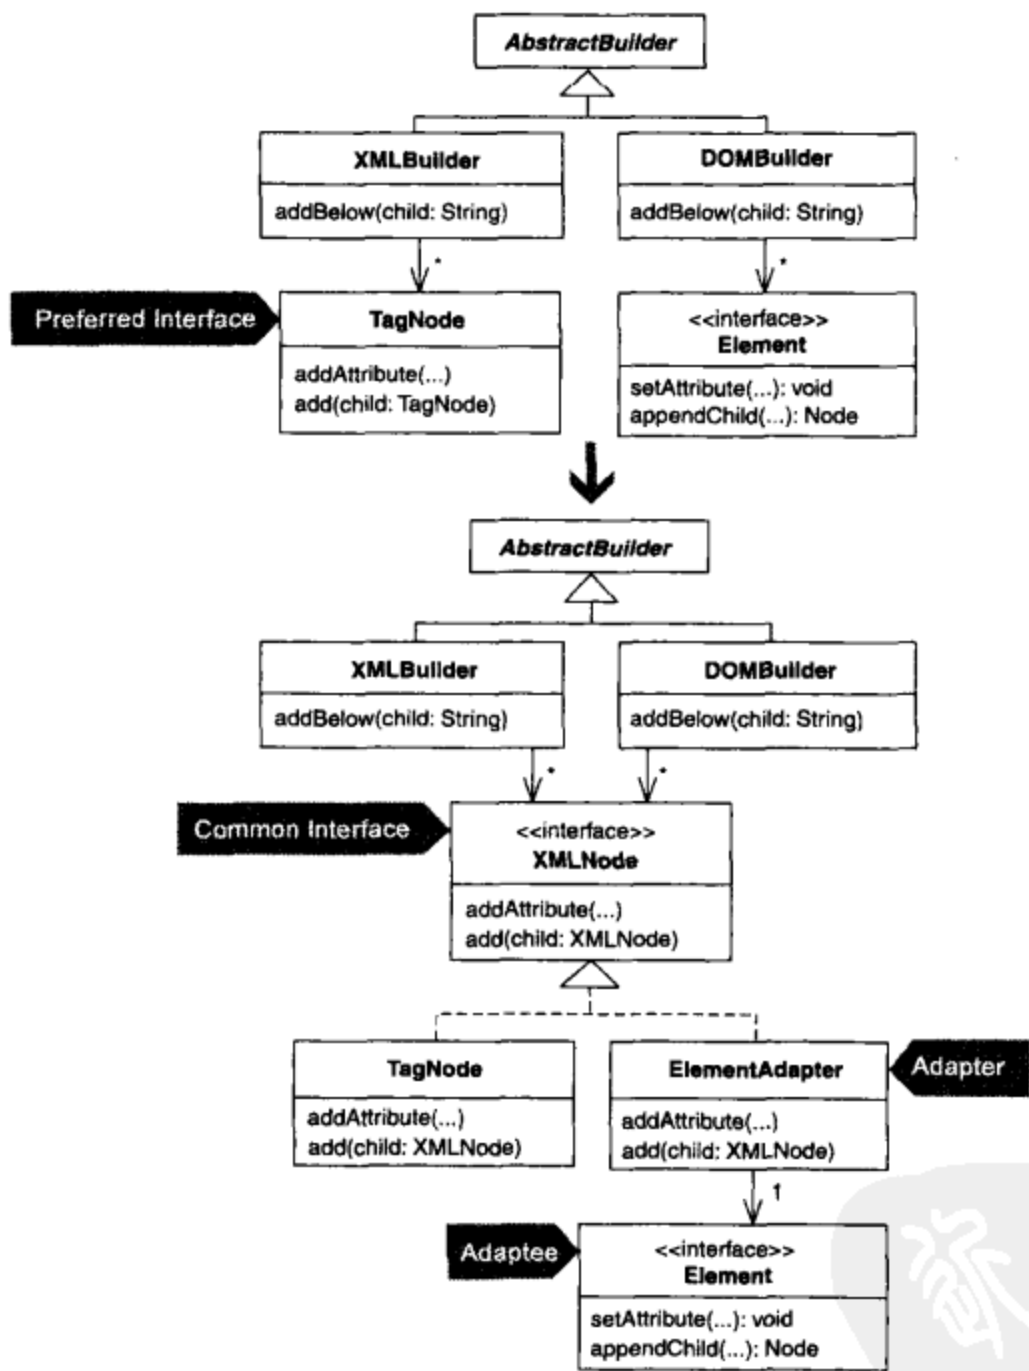 AbstractBuilder
XMLBuilder
addBelow(child: String)
DOMBuilder
addBelow(child: String)
*
*
Preferred Interface
TagNode
addAttribute(...)
add(child: TagNode)
<<interface>>
Element
setAttribute(...): void
appendChild(...): Node
AbstractBuilder
XMLBuilder
addBelow(child: String)
DOMBuilder
addBelow(child: String)
*
*
Common Interface
<<interface>>
XMLNode
addAttribute(...)
add(child: XMLNode)
TagNode
addAttribute(...)
add(child: XMLNode)
ElementAdapter
addAttribute(...)
add(child: XMLNode)
Adapter
1
Adaptee
<<interface>>
Element
setAttribute(...): void
appendChild(...): Node